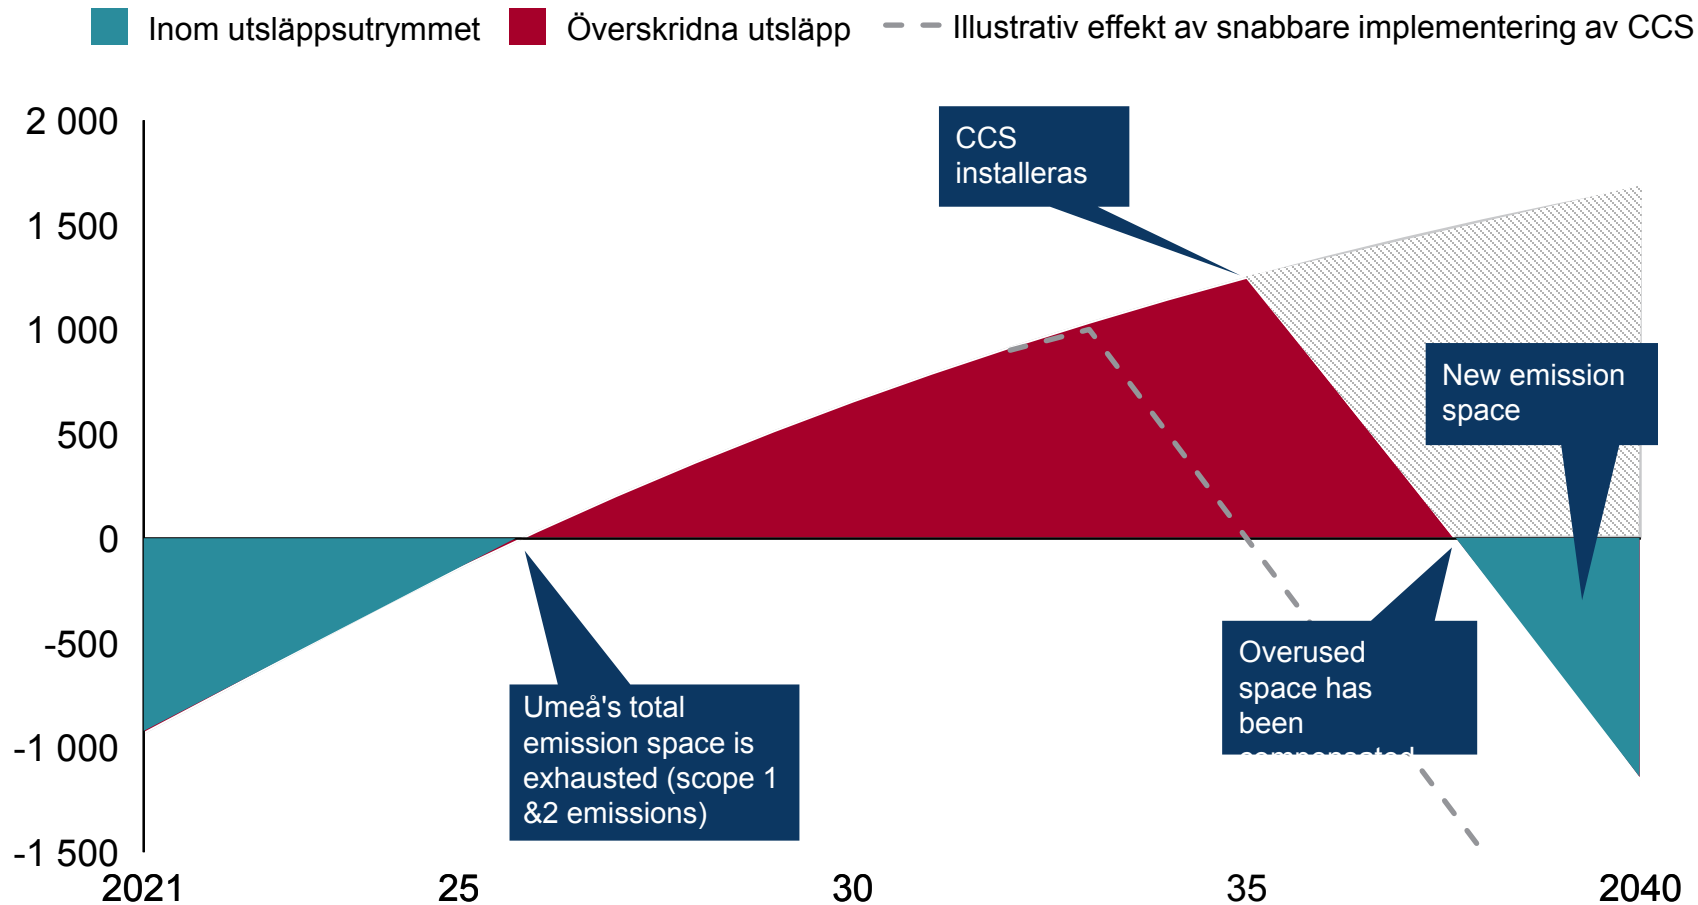 Inom utsläppsutrymmet Överskridna utsläpp Illustrativ effekt av snabbare implementering av CCS
2 000
1 500
1 000
500
0
-500
-1 000
-1 500
CCS
installeras
New emission
space
Umeå's total
emission space is
exhausted (scope 1
&2 emissions)
Overused
space has
been
compensated
2021 25 30 35 2040